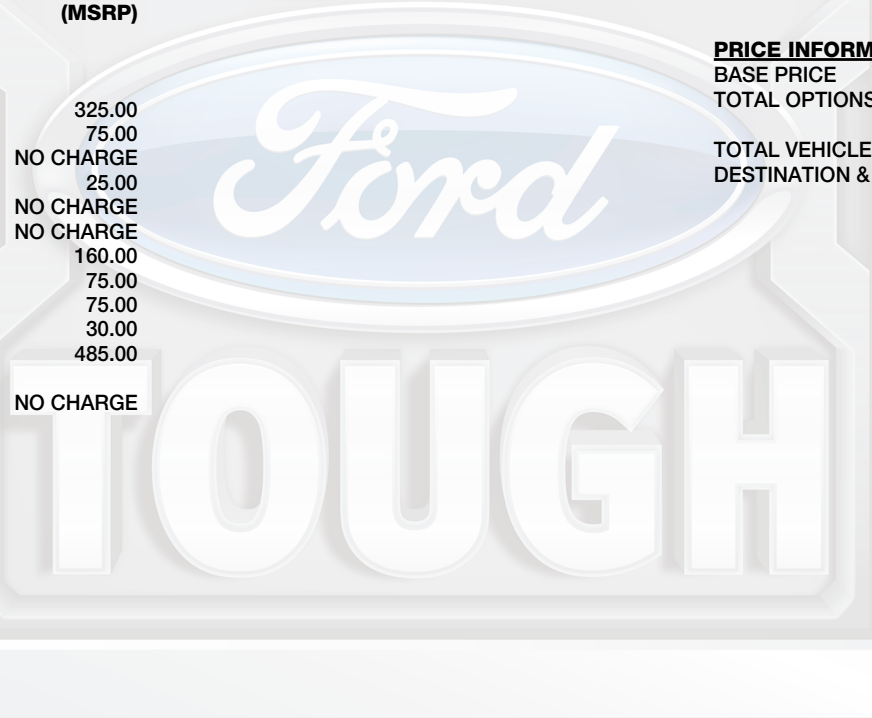 (MSRP)
325.00
75.00
NO CHARGE
25.00
NO CHARGE
NO CHARGE
160.00
75.00
75.00
30.00
485.00
NO CHARGE
PRICE INFORM
BASE PRICE
TOTAL OPTIONS
TOTAL VEHICLE
DESTINATION &
Ford
TOUGH